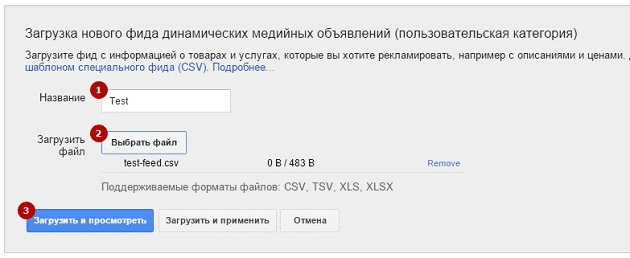 Загрузка нового фида динамических медийных объявлений (пользовательская категория)
Загрузите фид с информацией о товарах и услугах, которые вы хотите рекламировать, например с описаниями и ценами.
шаблоном специального фида (CSV). Подробнее...
1
Название Test
2
Загрузить файл Выбрать файл
test-feed.csv 0 B / 483 B Remove
Поддерживаемые форматы файлов: CSV, TSV, XLS, XLSX
3
Загрузить и просмотреть Загрузить и применить Отмена